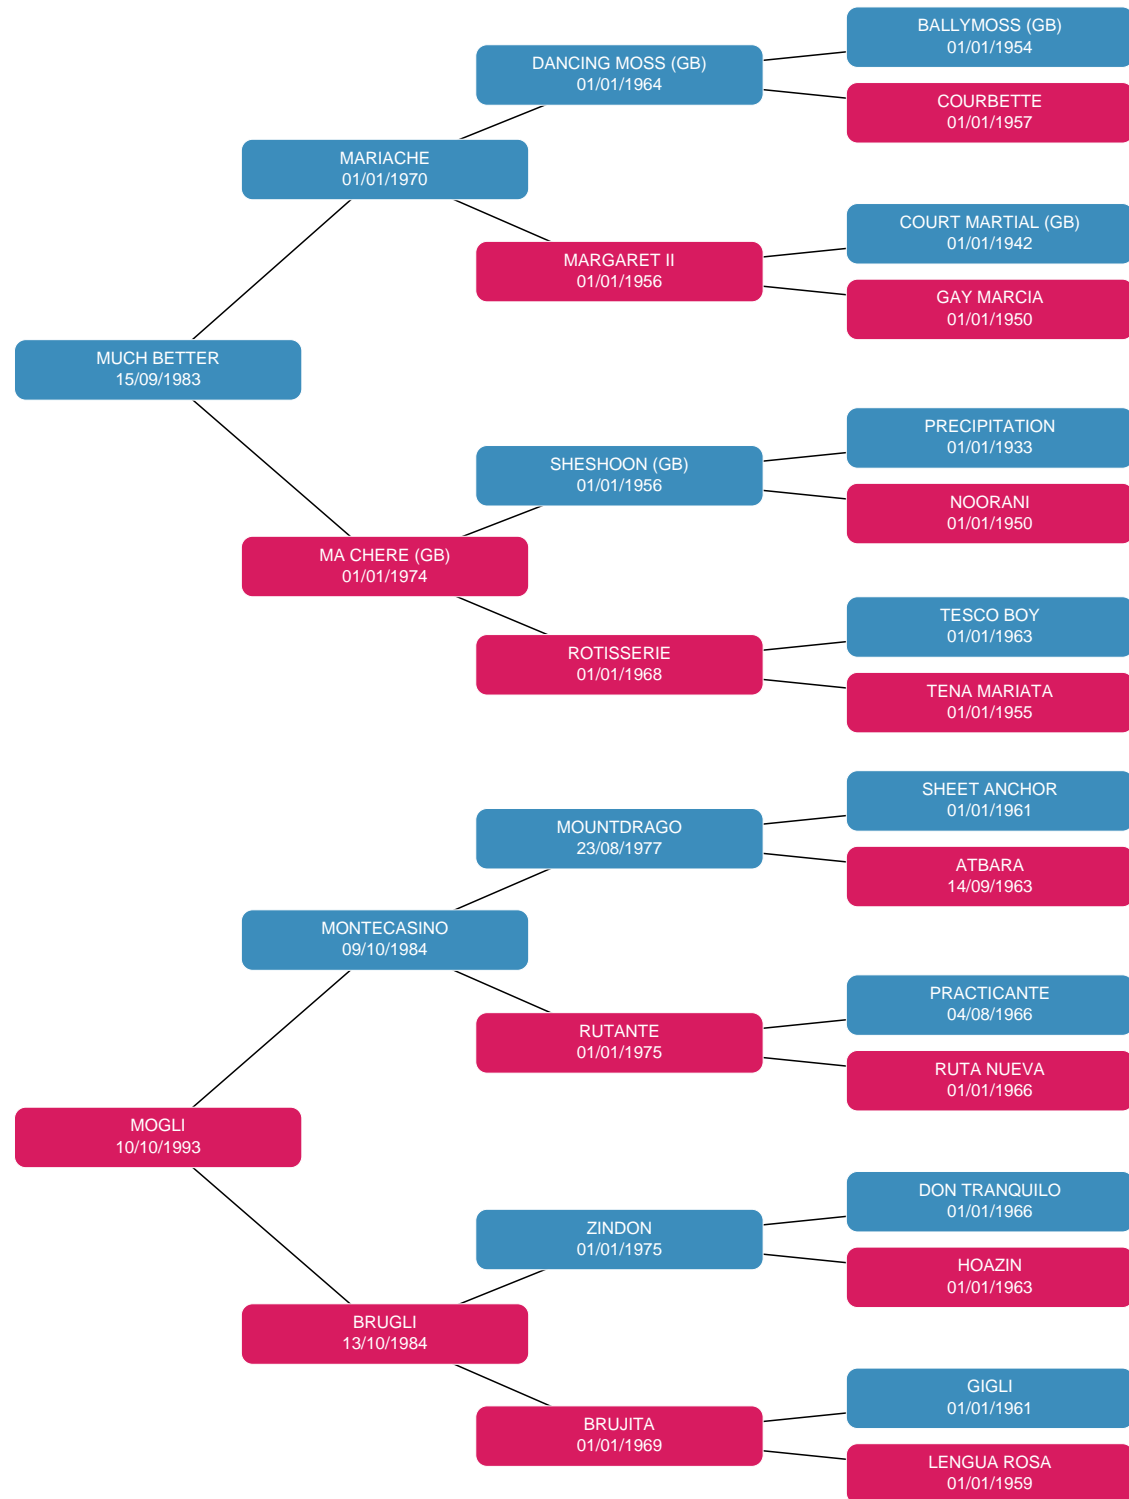 BALLYMOSS (GB)
01/01/1954
DANCING MOSS (GB)
01/01/1964
COURBETTE
01/01/1957
MARIACHE
01/01/1970
COURT MARTIAL (GB)
01/01/1942
MARGARET II
01/01/1956
GAY MARCIA
01/01/1950
MUCH BETTER
15/09/1983
PRECIPITATION
01/01/1933
SHESHOON (GB)
01/01/1956
NOORANI
01/01/1950
MA CHERE (GB)
01/01/1974
TESCO BOY
01/01/1963
ROTISSERIE
01/01/1968
TENA MARIATA
01/01/1955
SHEET ANCHOR
01/01/1961
MOUNTDRAGO
23/08/1977
ATBARA
14/09/1963
MONTECASINO
09/10/1984
PRACTICANTE
04/08/1966
RUTANTE
01/01/1975
RUTA NUEVA
01/01/1966
MOGLI
10/10/1993
DON TRANQUILO
01/01/1966
ZINDON
01/01/1975
HOAZIN
01/01/1963
BRUGLI
13/10/1984
GIGLI
01/01/1961
BRUJITA
01/01/1969
LENGUA ROSA
01/01/1959